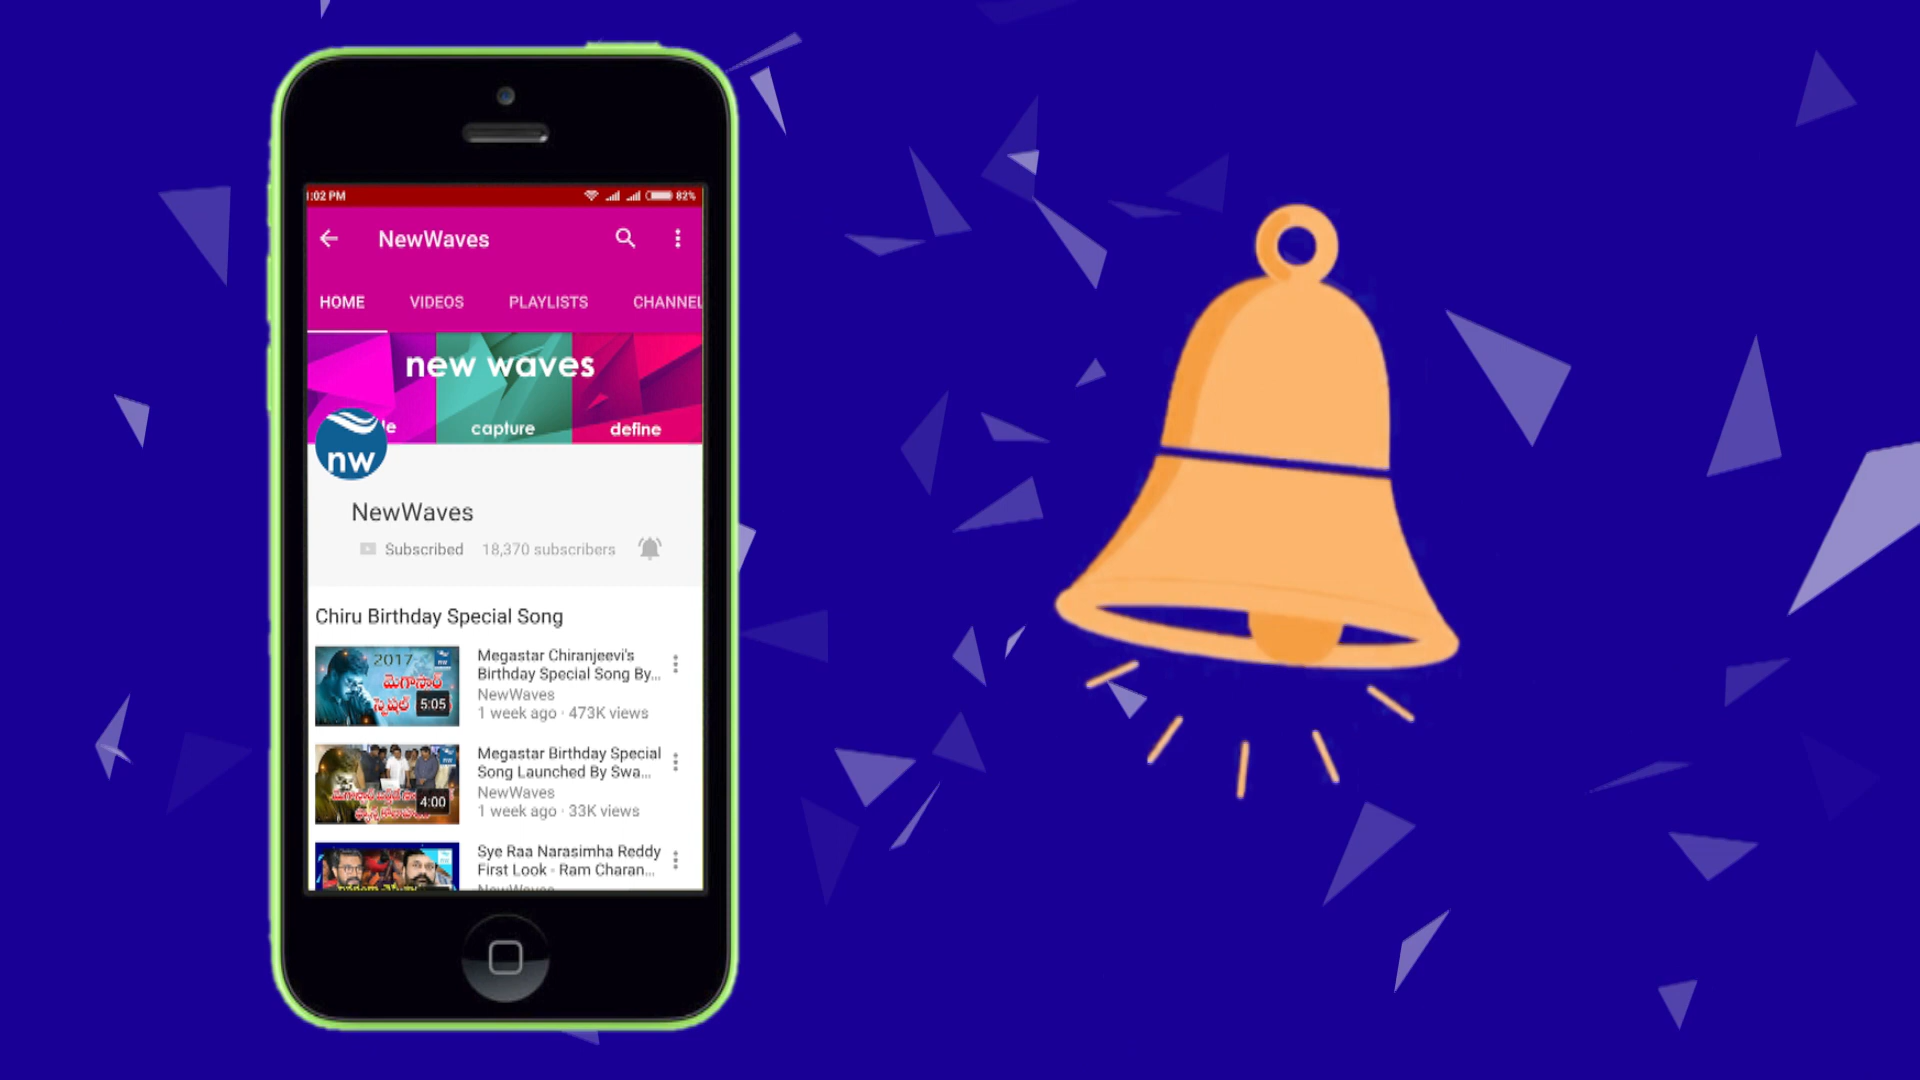 1:02 PM
82%
NewWaves
HOME VIDEOS PLAYLISTS CHANNEL
new waves
le capture define
nw
NewWaves
Subscribed 18,370 subscribers
Chiru Birthday Special Song
2017
మెగాస్టార్
స్పెషల్
5:05
Megastar Chiranjeevi's
Birthday Special Song By...
NewWaves
1 week ago · 473K views
4:00
Megastar Birthday Special
Song Launched By Swa...
NewWaves
1 week ago · 33K views
Sye Raa Narasimha Reddy
First Look - Ram Charan...
NewWaves